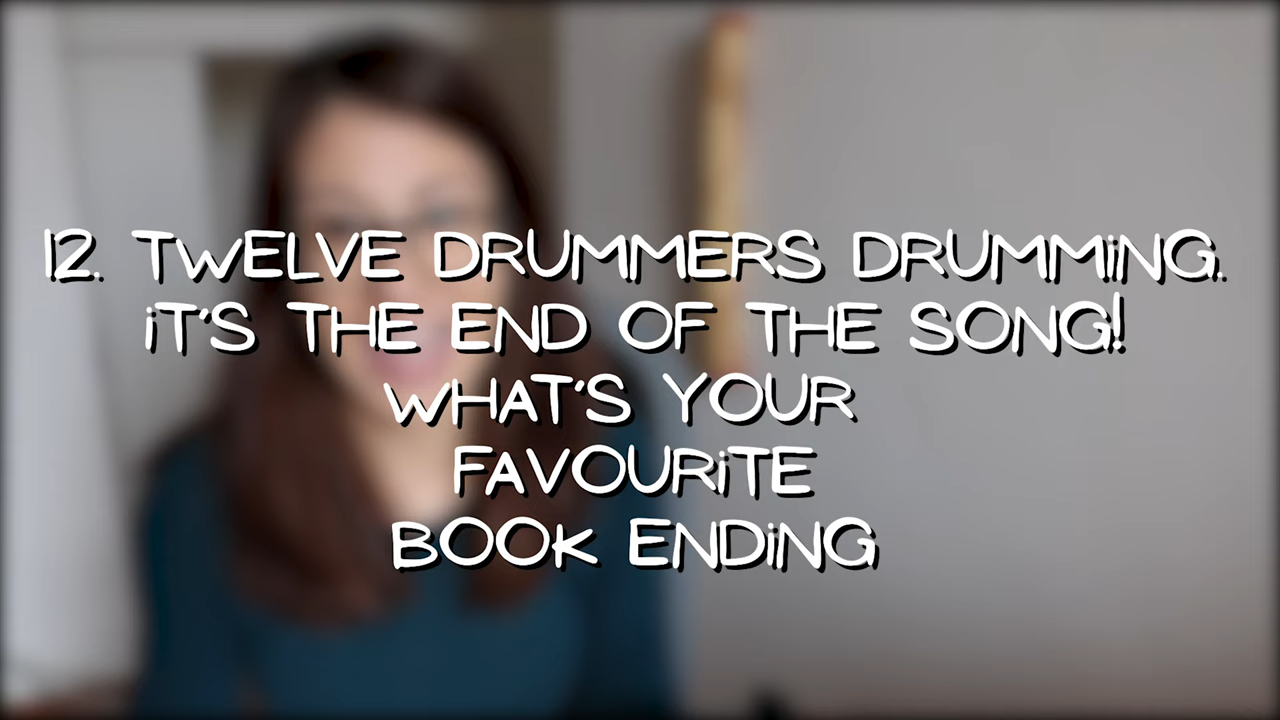 12. TWELVE DRUMMERS DRUMMiNG.
iT'S THE END OF THE SONG!
WHAT'S YOUR
FAVOURiTE
BOOK ENDiNG